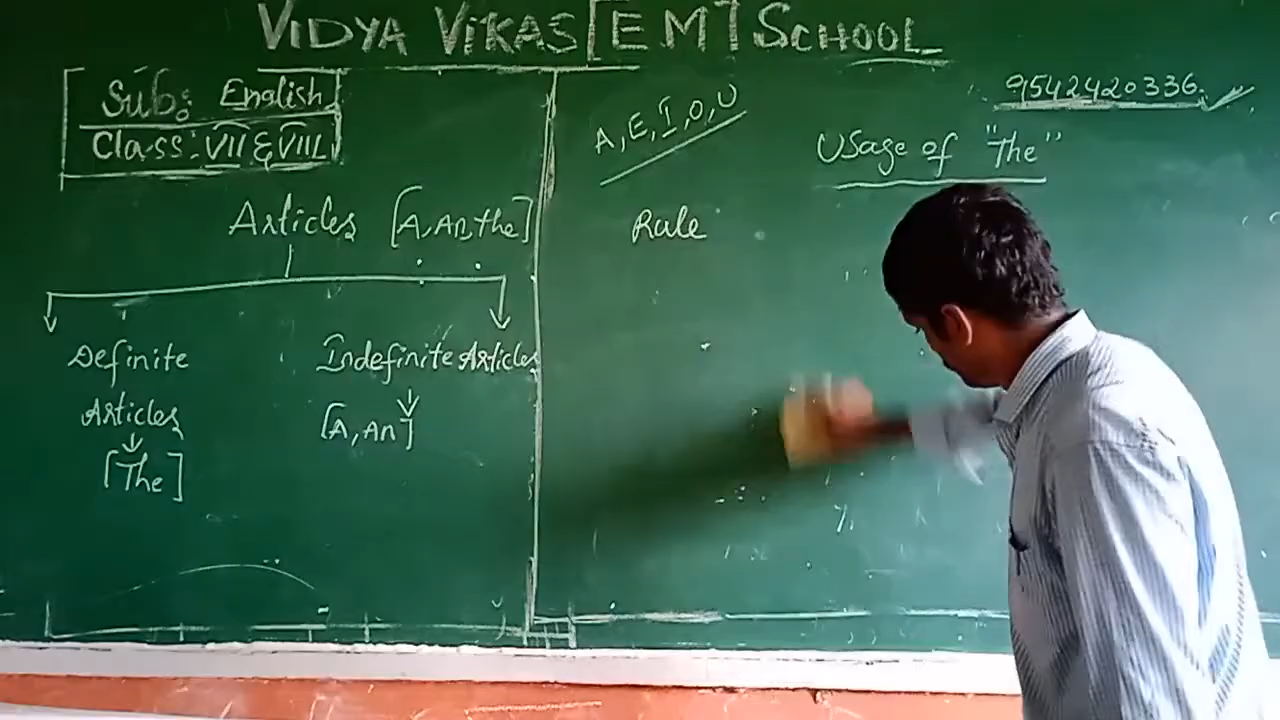 VIDYA VIKAS [E M] SCHOOL
Sub: English
Class: VII & VIII
Articles [A, An, the]
Definite
Articles
[The]
Indefinite Articles
[A, An]
A, E, I, O, U
9542420336.
Usage of "The"
Rule